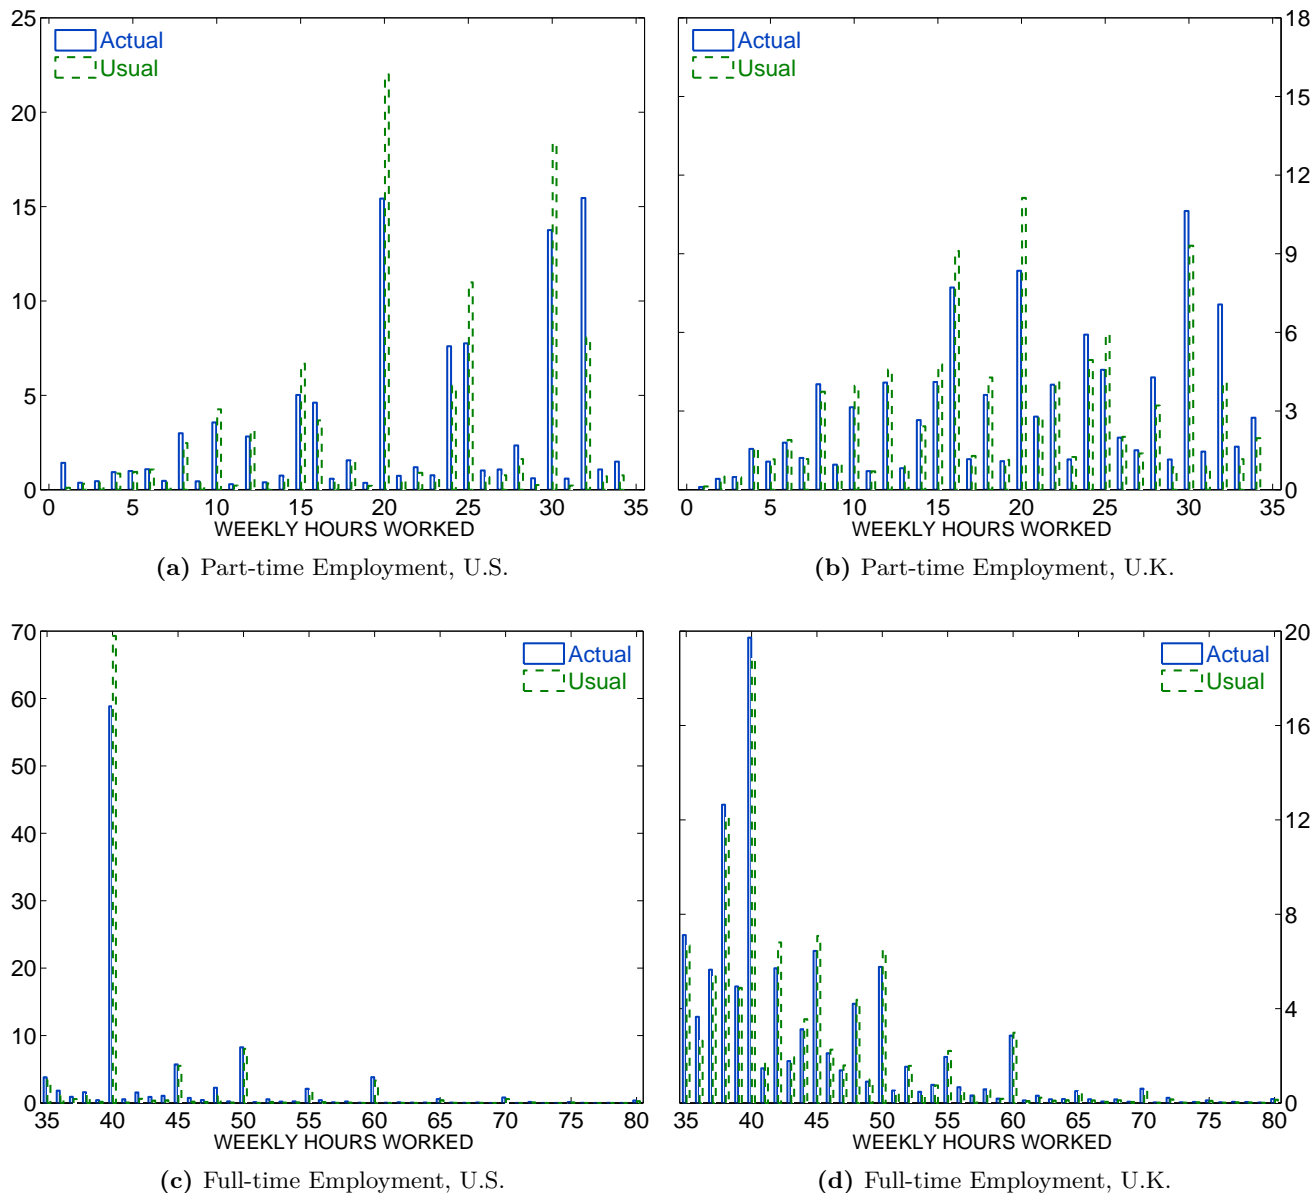 25
20
15
10
5
0
Actual
Usual
0 5 10 15 20 25 30 35
WEEKLY HOURS WORKED
(a) Part-time Employment, U.S.
18
15
12
9
6
3
0
Actual
Usual
0 5 10 15 20 25 30 35
WEEKLY HOURS WORKED
(b) Part-time Employment, U.K.
70
60
50
40
30
20
10
0
Actual
Usual
35 40 45 50 55 60 65 70 75 80
WEEKLY HOURS WORKED
(c) Full-time Employment, U.S.
20
16
12
8
4
0
Actual
Usual
35 40 45 50 55 60 65 70 75 80
WEEKLY HOURS WORKED
(d) Full-time Employment, U.K.